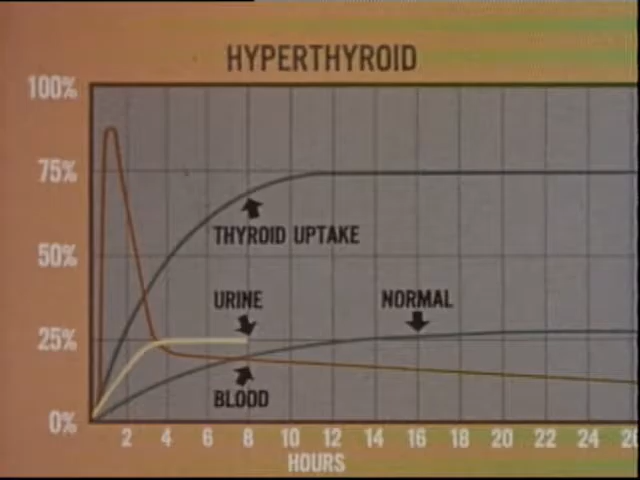 HYPERTHYROID
100%
75%
THYROID UPTAKE
50%
URINE
NORMAL
25%
BLOOD
0%
2 4 6 8 10 12 14 16 18 20 22 24 26
HOURS